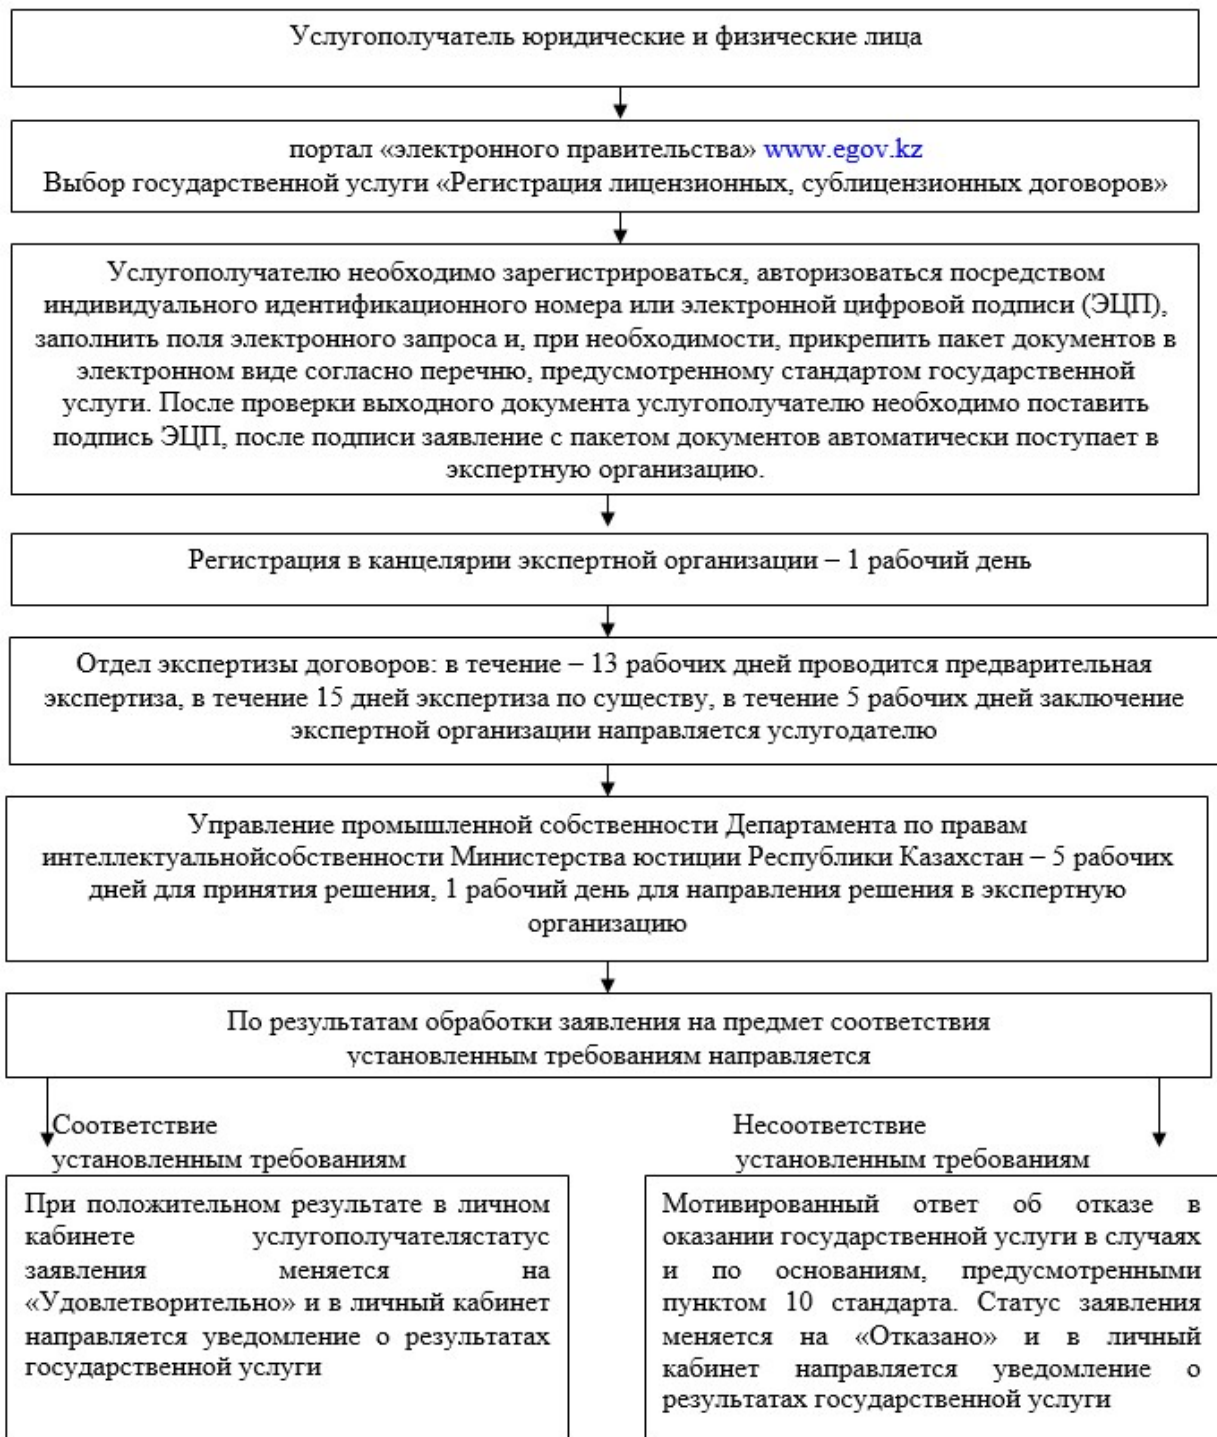 Услугополучатель юридические и физические лица
портал «электронного правительства» www.egov.kz
Выбор государственной услуги «Регистрация лицензионных, сублицензионных договоров»
Услугополучателю необходимо зарегистрироваться, авторизоваться посредством
индивидуального идентификационного номера или электронной цифровой подписи (ЭЦП),
заполнить поля электронного запроса и, при необходимости, прикрепить пакет документов в
электронном виде согласно перечню, предусмотренному стандартом государственной
услуги. После проверки выходного документа услугополучателю необходимо поставить
подпись ЭЦП, после подписи заявление с пакетом документов автоматически поступает в
экспертную организацию.
Регистрация в канцелярии экспертной организации – 1 рабочий день
Отдел экспертизы договоров: в течение – 13 рабочих дней проводится предварительная
экспертиза, в течение 15 дней экспертиза по существу, в течение 5 рабочих дней заключение
экспертной организации направляется услугодателю
Управление промышленной собственности Департамента по правам
интеллектуальнойсобственности Министерства юстиции Республики Казахстан – 5 рабочих
дней для принятия решения, 1 рабочий день для направления решения в экспертную
организацию
По результатам обработки заявления на предмет соответствия
установленным требованиям направляется
Соответствие
установленным требованиям
При положительном результате в личном
кабинете услугополучателястатус
заявления меняется на
«Удовлетворительно» и в личный кабинет
направляется уведомление о результатах
государственной услуги
Несоответствие
установленным требованиям
Мотивированный ответ об отказе в
оказании государственной услуги в случаях
и по основаниям, предусмотренными
пунктом 10 стандарта. Статус заявления
меняется на «Отказано» и в личный
кабинет направляется уведомление о
результатах государственной услуги